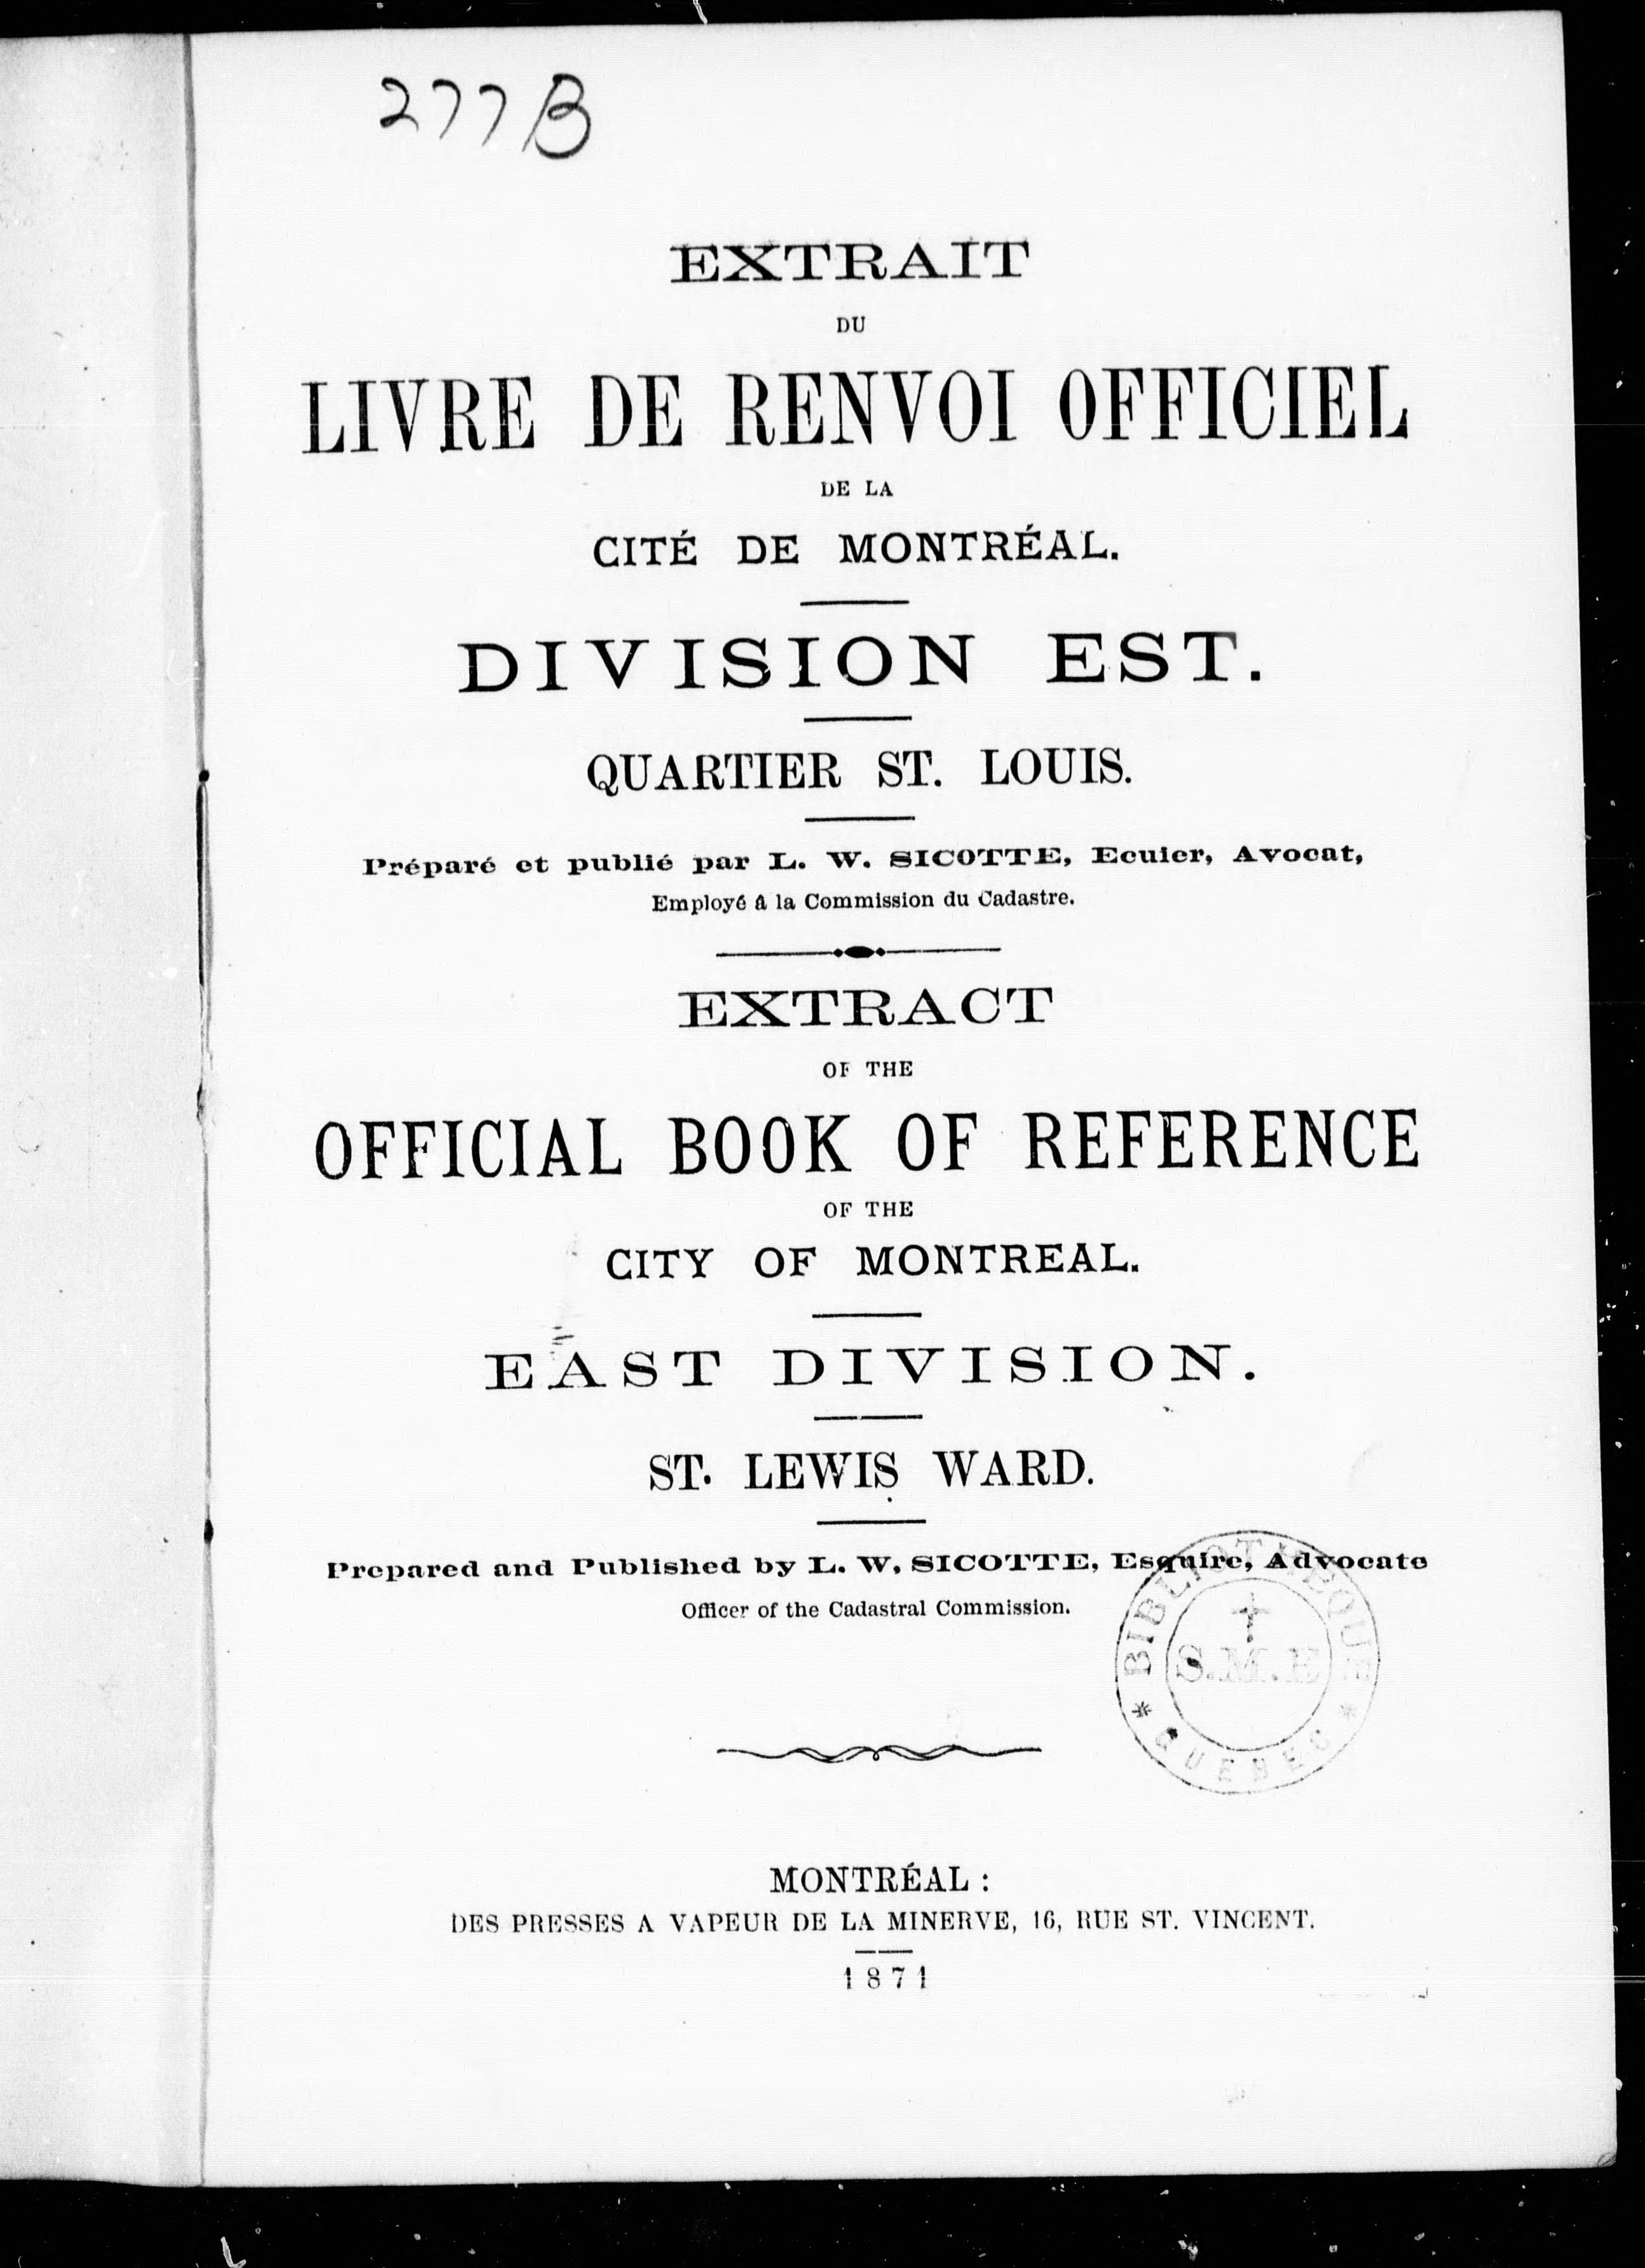 277B
EXTRAIT
DU
LIVRE DE RENVOI OFFICIEL
DE LA
CITÉ DE MONTRÉAL.
DIVISION EST.
QUARTIER ST. LOUIS.
Préparé et publié par L. W. SICOTTE, Ecuier, Avocat,
Employé â la Commission du Cadastre.
EXTRACT
OF THE
OFFICIAL BOOK OF REFERENCE
OF THE
CITY OF MONTREAL.
EAST DIVISION.
ST. LEWIS WARD.
Prepared and Published by L. W. SICOTTE, Esquire, Advocate
Officer of the Cadastral Commission.
BIBLIOTHEQUE
S.M.E
* QUEBEC *
MONTRÉAL :
DES PRESSES A VAPEUR DE LA MINERVE, 16, RUE ST. VINCENT.
1871